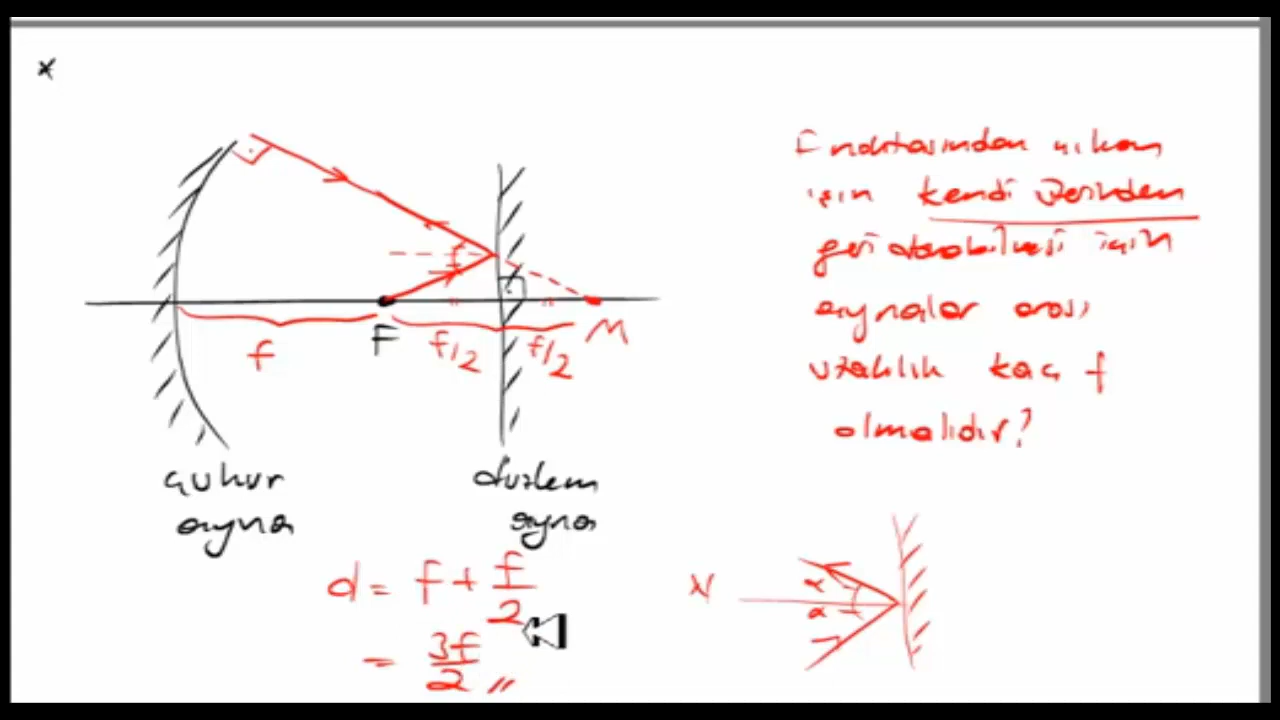 *
F noktasından çıkan
ışın kendi üzerinden
geri dönebilmesi için
aynalar arası
uzaklık kaç f
olmalıdır?
F
M
f
f/2
f/2
çukur
ayna
düzlem
ayna
d = f + f/2
= 3f/2 //
N
α
α